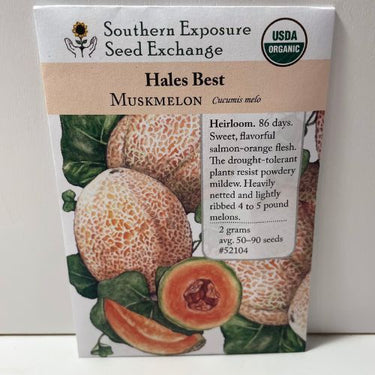 Southern Exposure
Seed Exchange
USDA
ORGANIC
Hales Best
MUSKMELON Cucumis melo
Heirloom. 86 days.
Sweet, flavorful
salmon-orange flesh.
The drought-tolerant
plants resist powdery
mildew. Heavily
netted and lightly
ribbed 4 to 5 pound
melons.
2 grams
avg. 50–90 seeds
#52104